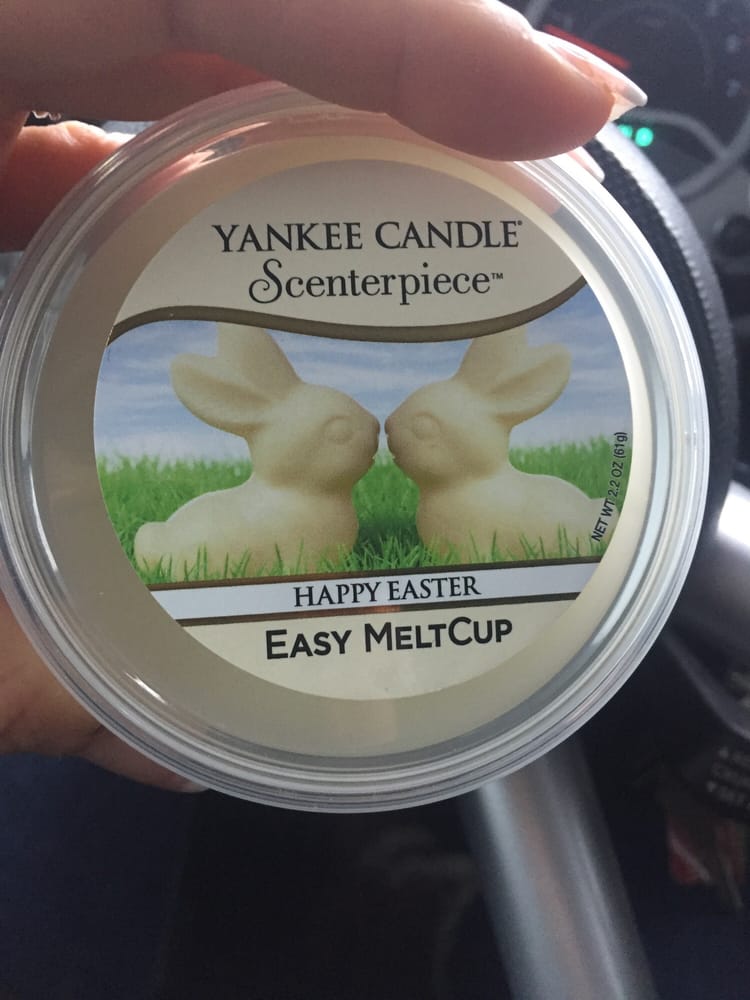 YANKEE CANDLE®
Scenterpiece™
NET WT 2.2 OZ (61g)
HAPPY EASTER
EASY MELTCUP